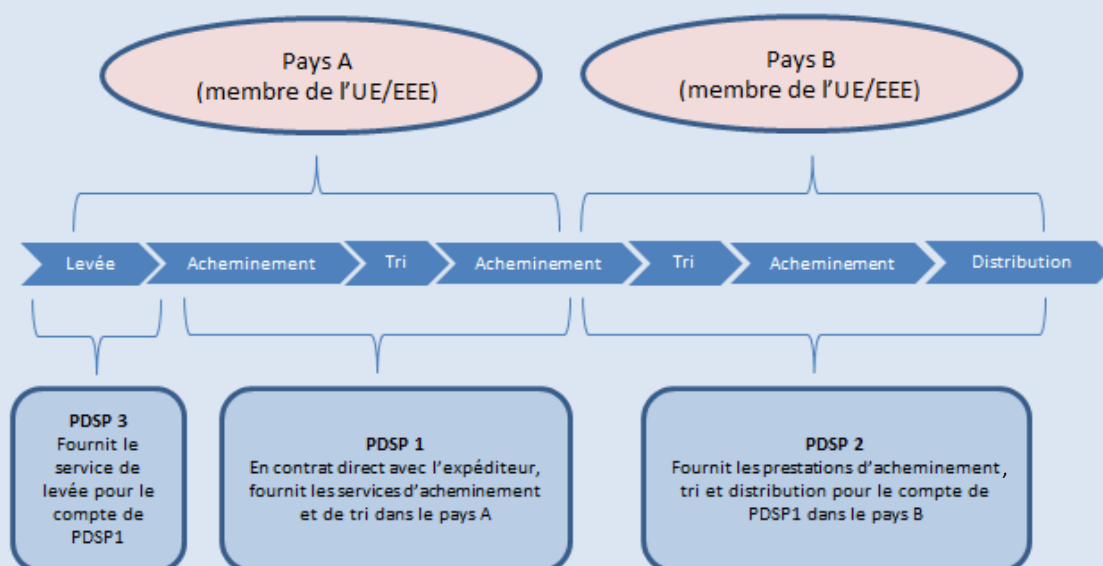 Pays A
(membre de l'UE/EEE)
Pays B
(membre de l'UE/EEE)
Levée
Acheminement
Tri
Acheminement
Tri
Acheminement
Distribution
PDSP 3
Fournit le
service de
levée pour le
compte de
PDSP1
PDSP 1
En contrat direct avec l'expéditeur,
fournit les services d'acheminement
et de tri dans le pays A
PDSP 2
Fournit les prestations d'acheminement,
tri et distribution pour le compte de
PDSP1 dans le pays B